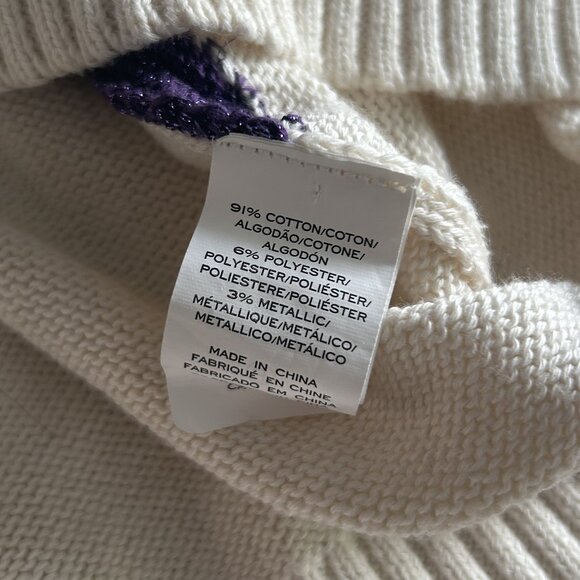 91% COTTON/COTON/
ALGODÃO/COTONE/
ALGODÓN
6% POLYESTER/
POLYESTER/POLIÉSTER/
POLIESTERE/POLIÉSTER
3% METALLIC/
MÉTALLIQUE/METÁLICO/
METALLICO/METÁLICO
MADE IN CHINA
FABRIQUÉ EN CHINE
FABRICADO EM CHINA